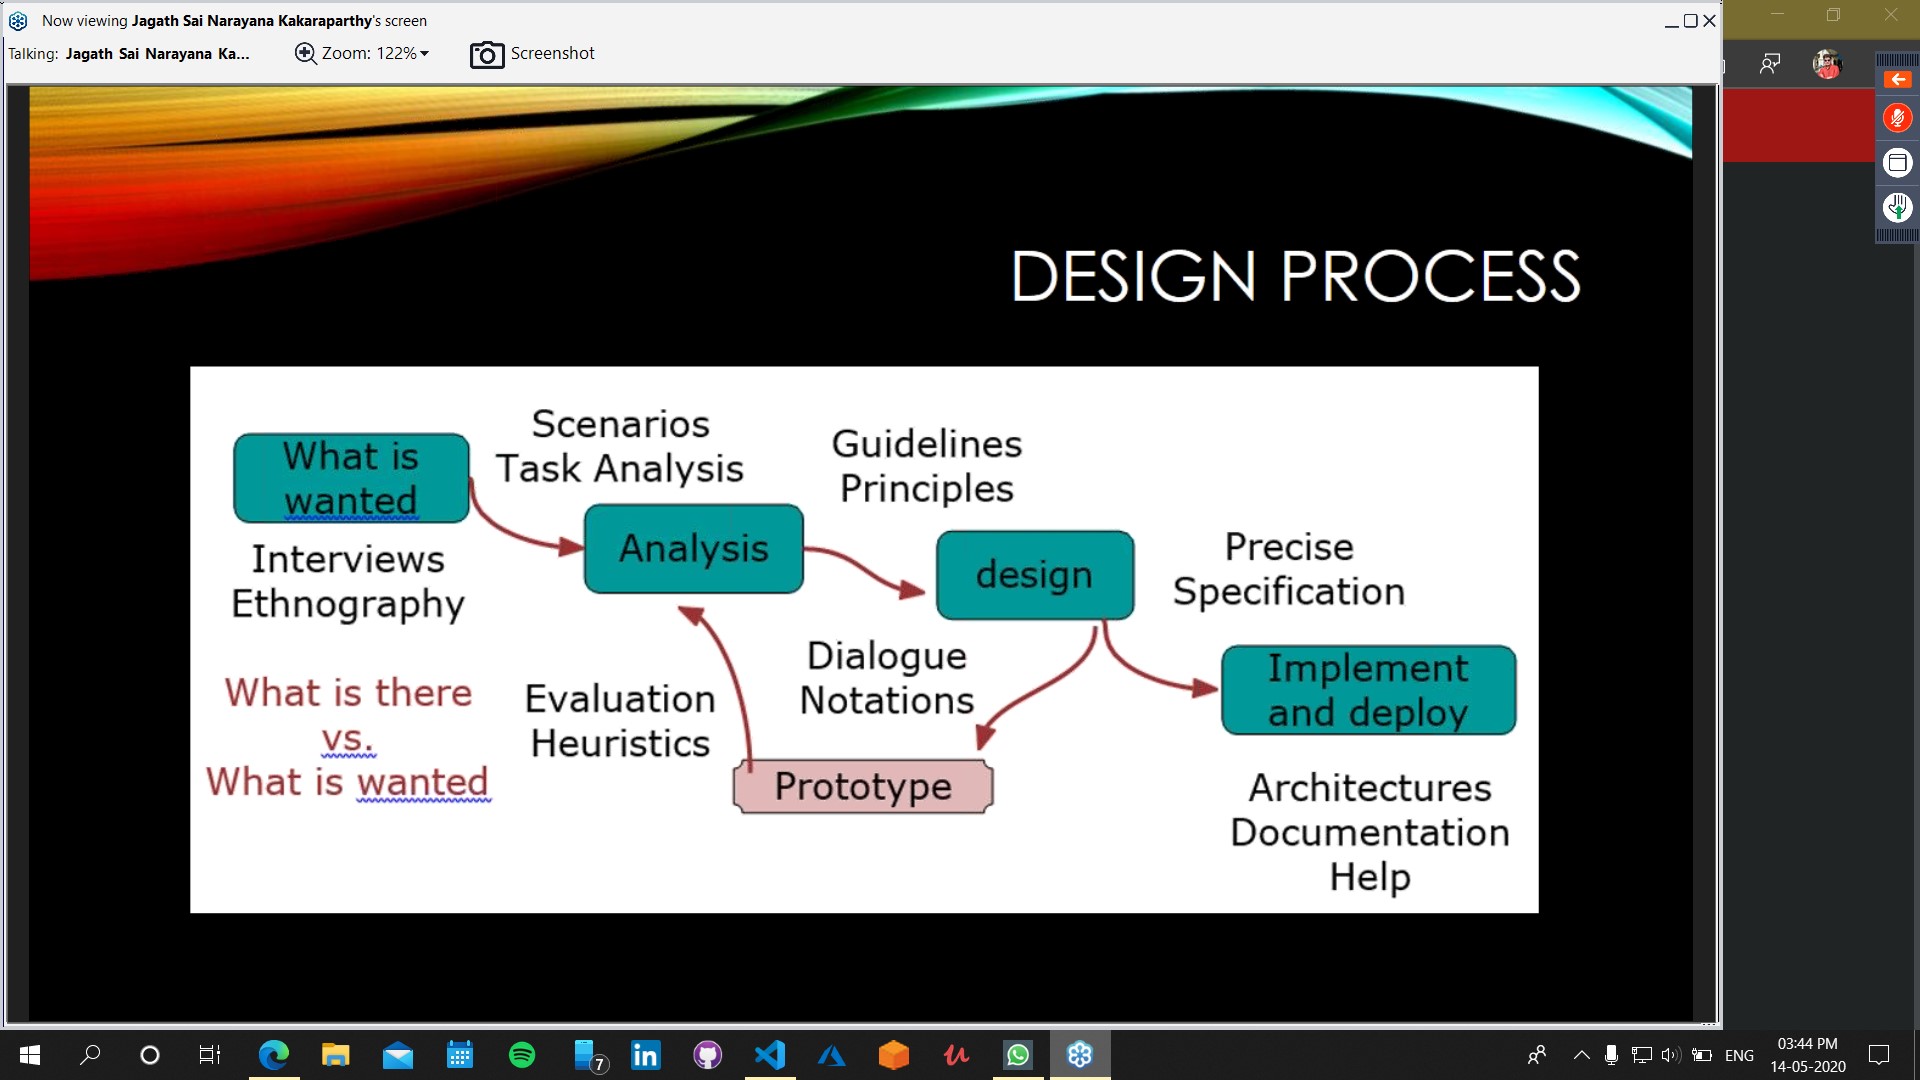 Now viewing Jagath Sai Narayana Kakaraparthy's screen
Talking: Jagath Sai Narayana Ka...
Zoom: 122%
Screenshot
DESIGN PROCESS
What is
wanted
Interviews
Ethnography
What is there
vs.
What is wanted
Scenarios
Task Analysis
Analysis
Evaluation
Heuristics
Guidelines
Principles
design
Dialogue
Notations
Prototype
Precise
Specification
Implement
and deploy
Architectures
Documentation
Help
7
ENG
03:44 PM
14-05-2020